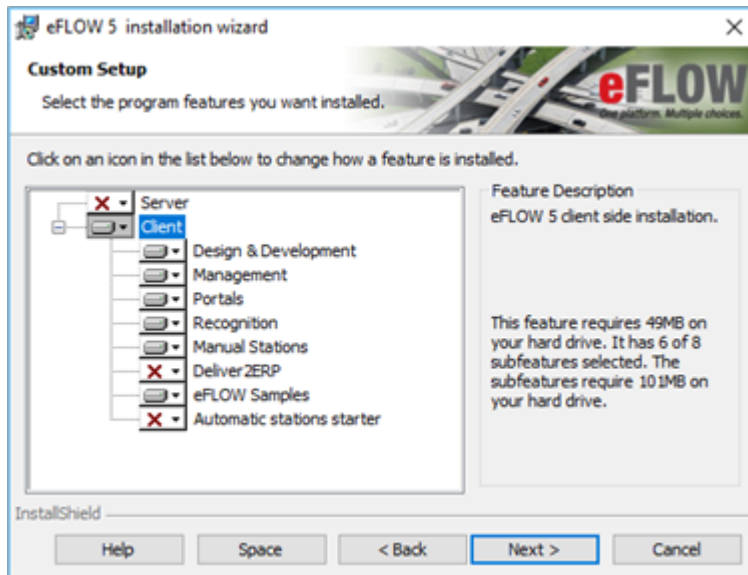 eFLOW 5 installation wizard
Custom Setup
Select the program features you want installed.
eFLOW
One platform. Multiple choices.
Click on an icon in the list below to change how a feature is installed.
Server
Client
Design & Development
Management
Portals
Recognition
Manual Stations
Deliver2ERP
eFLOW Samples
Automatic stations starter
Feature Description
eFLOW 5 client side installation.
This feature requires 49MB on
your hard drive. It has 6 of 8
subfeatures selected. The
subfeatures require 101MB on
your hard drive.
InstallShield
Help
Space
< Back
Next >
Cancel